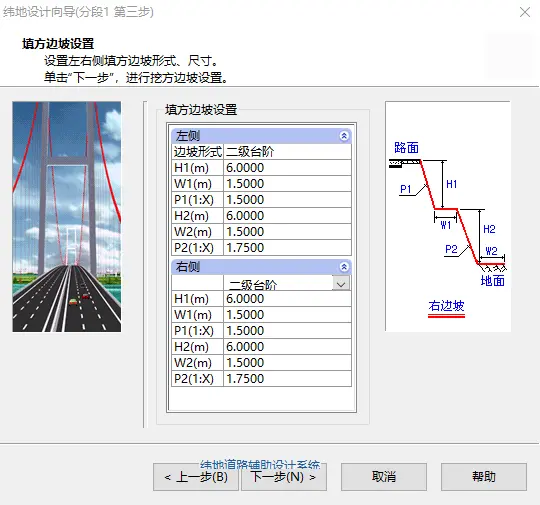 纬地设计向导(分段1 第三步)
填方边坡设置
设置左右侧填方边坡形式、尺寸。
单击“下一步”，进行挖方边坡设置。
填方边坡设置
左侧
边坡形式 二级台阶
H1(m) 6.0000
W1(m) 1.5000
P1(1:X) 1.5000
H2(m) 6.0000
W2(m) 1.5000
P2(1:X) 1.7500
右侧
二级台阶
H1(m) 6.0000
W1(m) 1.5000
P1(1:X) 1.5000
H2(m) 6.0000
W2(m) 1.5000
P2(1:X) 1.7500
路面
P1
H1
W1
H2
P2
W2
地面
右边坡
纬地道路辅助设计系统
< 上一步(B)
下一步(N) >
取消
帮助